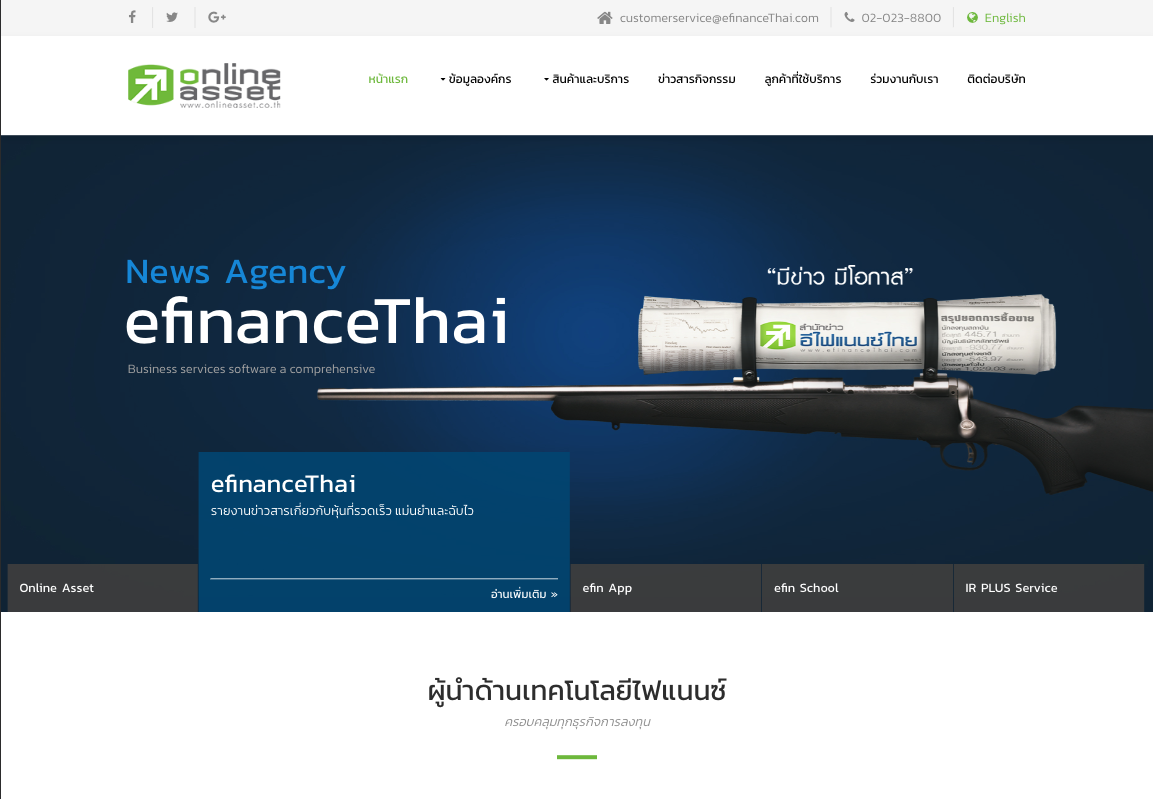 customerservice@efinanceThai.com
02-023-8800
English
online
asset
www.onlineasset.co.th
หน้าแรก
ข้อมูลองค์กร
สินค้าและบริการ
ข่าวสารกิจกรรม
ลูกค้าที่ใช้บริการ
ร่วมงานกับเรา
ติดต่อบริษัท
News Agency
efinanceThai
Business services software a comprehensive
“มีข่าว มีโอกาส”
สำนักข่าว
อีไฟแนนซ์ไทย
www.efinancethai.com
สรุปยอดการซื้อขาย
efinanceThai
รายงานข่าวสารเกี่ยวกับหุ้นที่รวดเร็ว แม่นยำและฉับไว
อ่านเพิ่มเติม »
Online Asset
efin App
efin School
IR PLUS Service
ผู้นำด้านเทคโนโลยีไฟแนนซ์
ครอบคลุมทุกธุรกิจการลงทุน